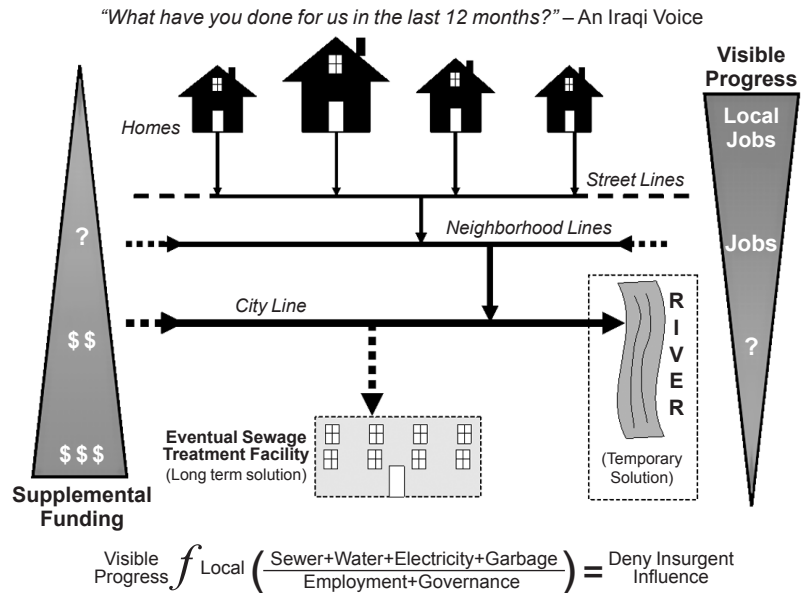 “What have you done for us in the last 12 months?” – An Iraqi Voice
Visible
Progress
Local
Jobs
Homes
Street Lines
?
Neighborhood Lines
Jobs
City Line
R
I
V
E
R
$ $
?
Eventual Sewage
Treatment Facility
(Long term solution)
(Temporary
Solution)
$ $ $
Supplemental
Funding
Visible
Progress
f Local ( Sewer+Water+Electricity+Garbage
Employment+Governance ) =
Deny Insurgent
Influence